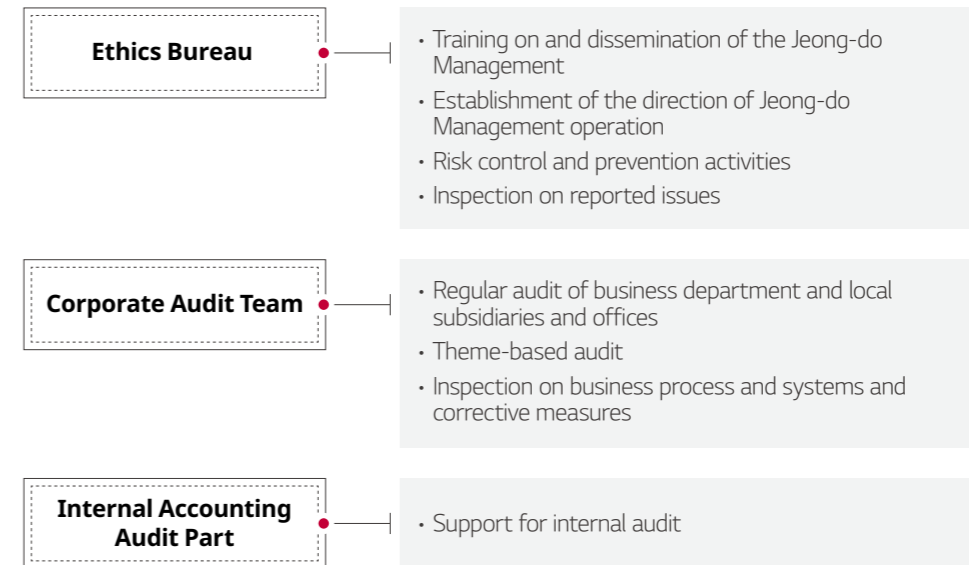 Ethics Bureau
• Training on and dissemination of the Jeong-do
Management
• Establishment of the direction of Jeong-do
Management operation
• Risk control and prevention activities
• Inspection on reported issues
Corporate Audit Team
• Regular audit of business department and local
subsidiaries and offices
• Theme-based audit
• Inspection on business process and systems and
corrective measures
Internal Accounting
Audit Part
• Support for internal audit